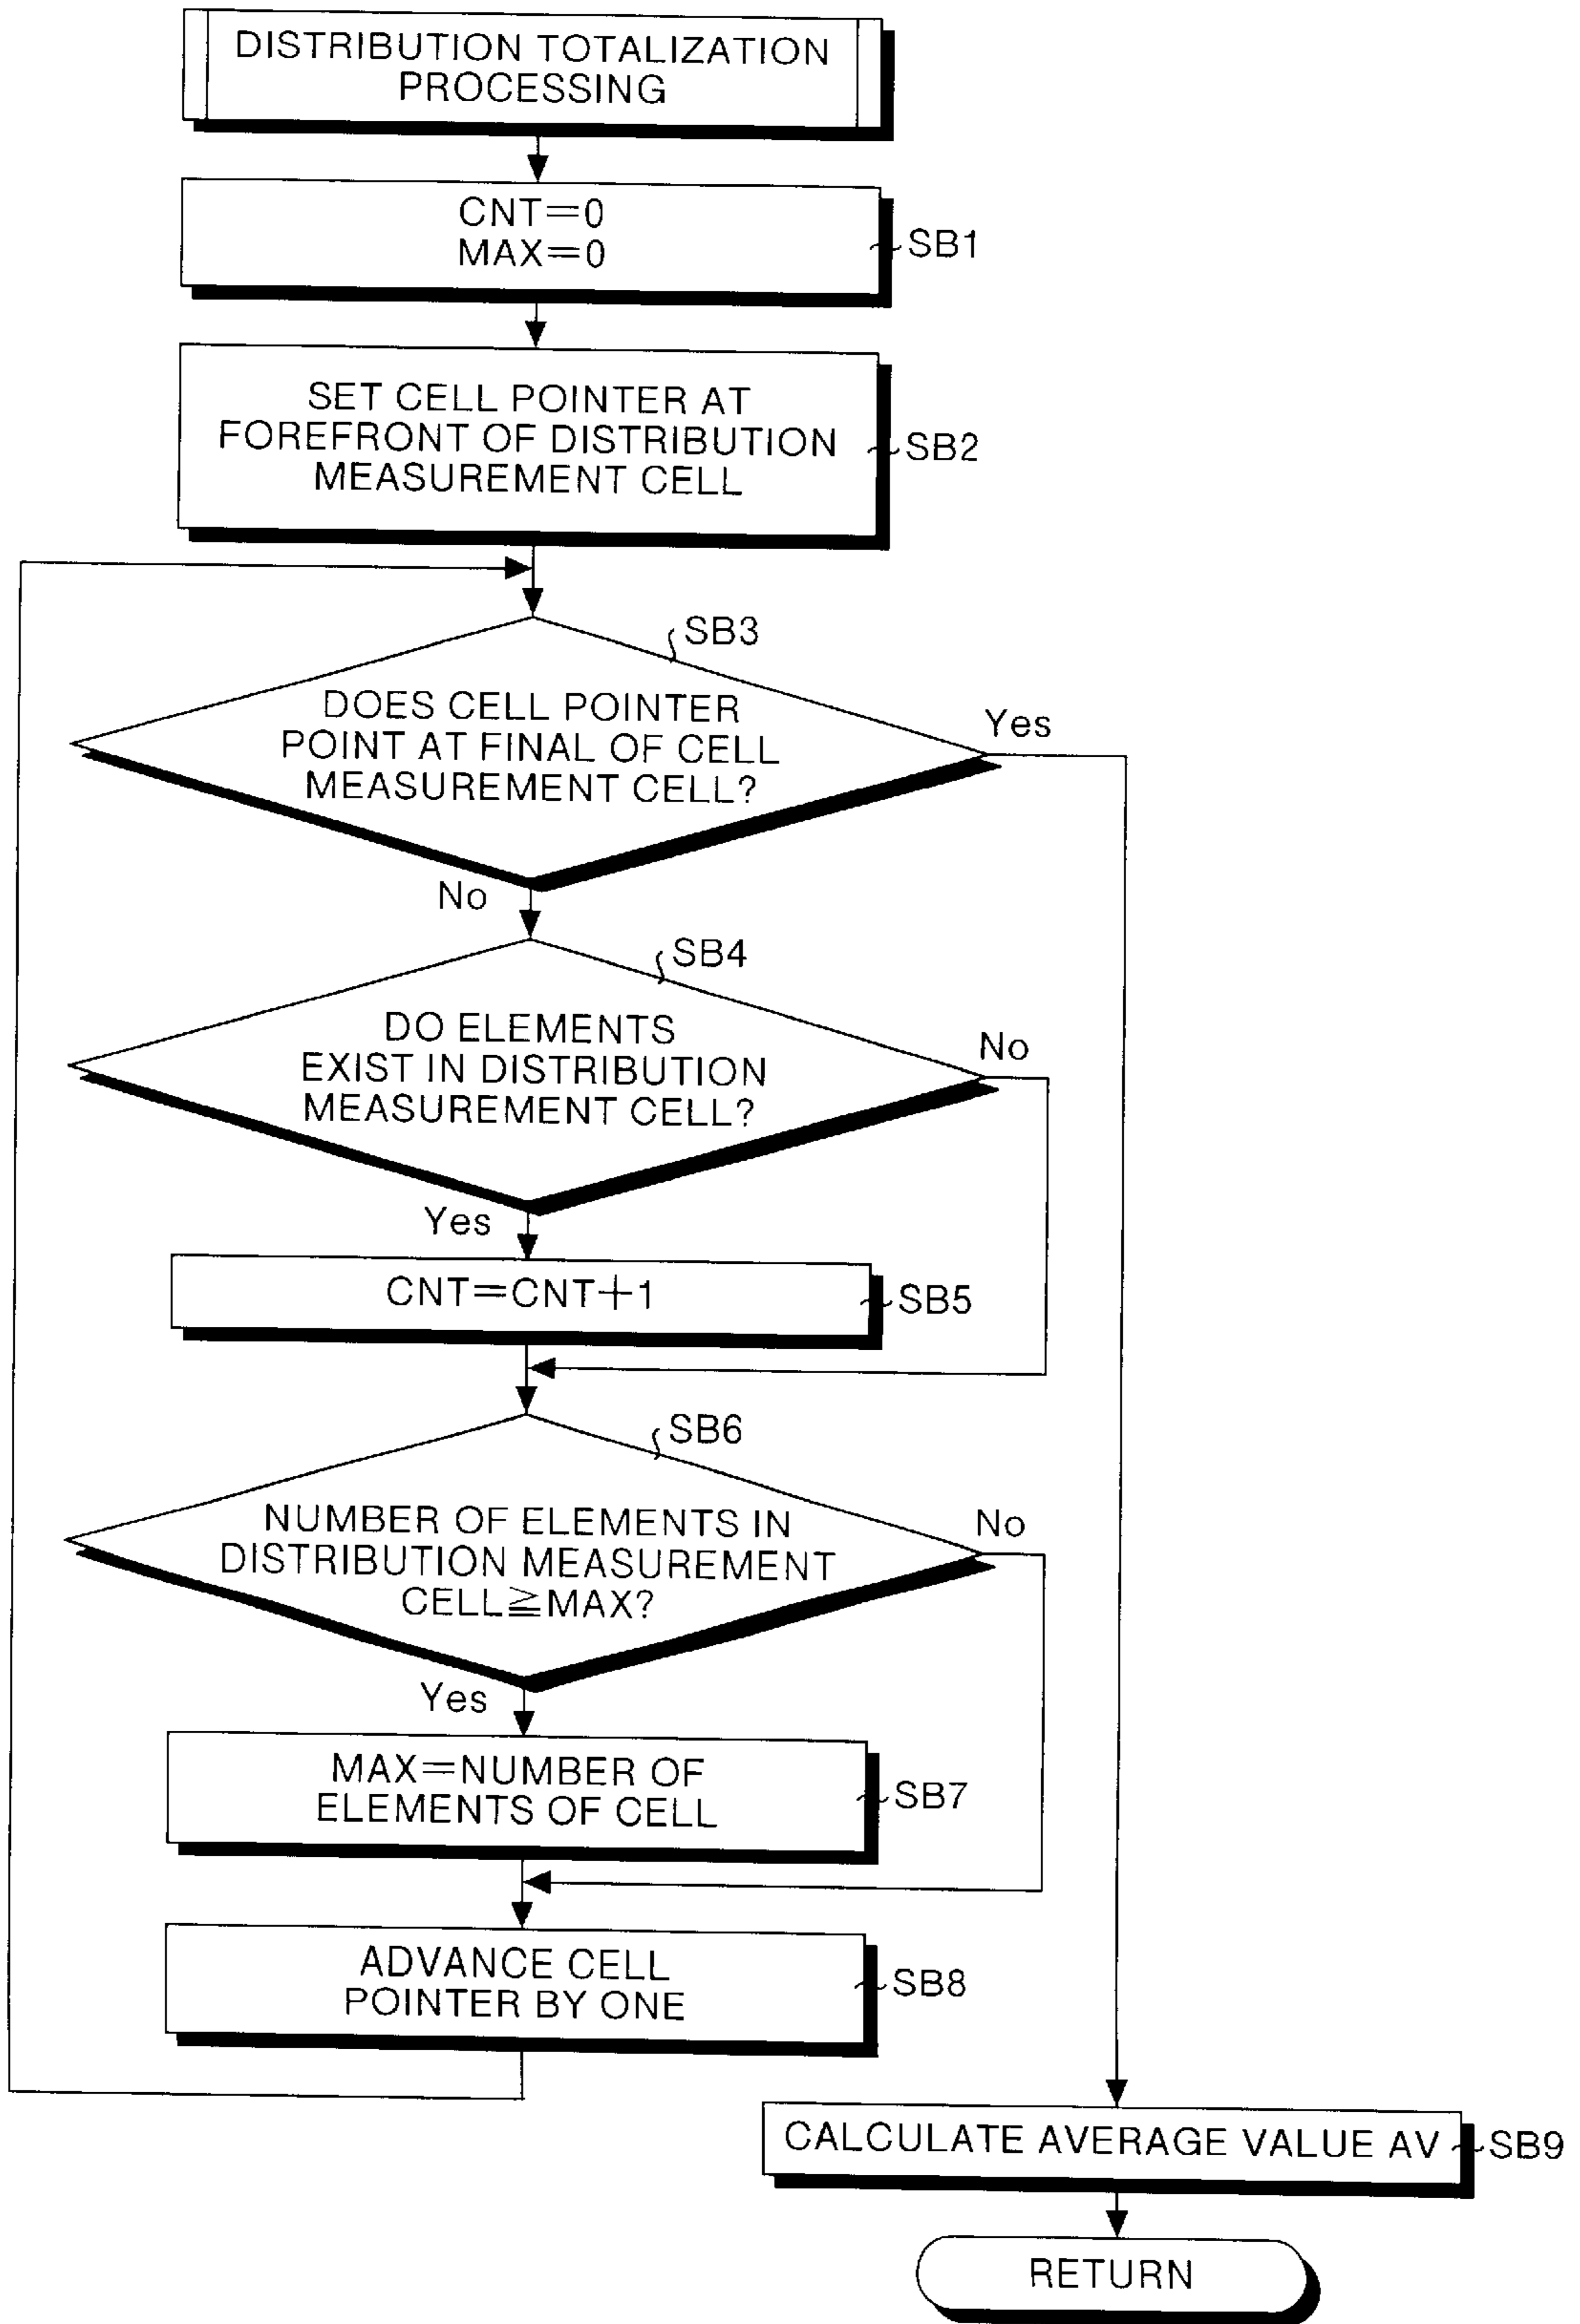 DISTRIBUTION TOTALIZATION
PROCESSING
CNT=0
MAX=0
SB1
SET CELL POINTER AT
FOREFRONT OF DISTRIBUTION
MEASUREMENT CELL
SB2
SB3
DOES CELL POINTER
POINT AT FINAL OF CELL
MEASUREMENT CELL?
Yes
No
SB4
DO ELEMENTS
EXIST IN DISTRIBUTION
MEASUREMENT CELL?
No
Yes
CNT=CNT+1
SB5
SB6
NUMBER OF ELEMENTS IN
DISTRIBUTION MEASUREMENT
CELL≧MAX?
No
Yes
MAX=NUMBER OF
ELEMENTS OF CELL
SB7
ADVANCE CELL
POINTER BY ONE
SB8
CALCULATE AVERAGE VALUE AV
SB9
RETURN